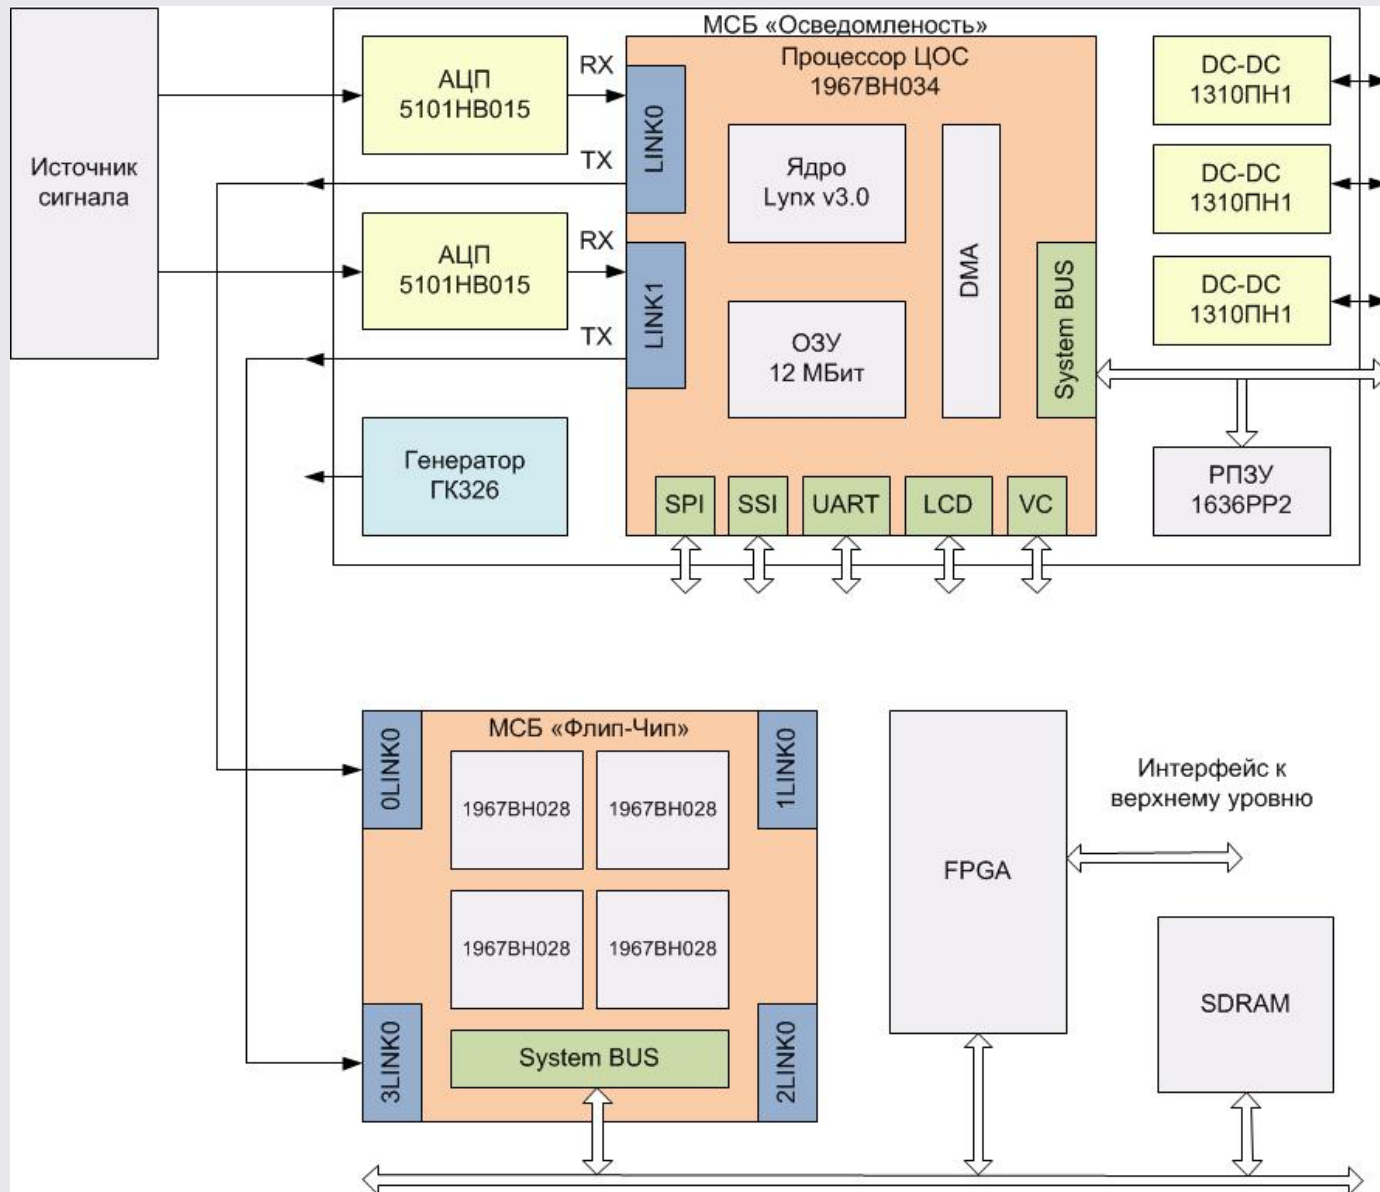 МСБ «Осведомленость»
Источник
сигнала
АЦП
5101НВ015
RX
TX
АЦП
5101НВ015
RX
TX
Генератор
ГК326
Процессор ЦОС
1967ВН034
LINK0
LINK1
Ядро
Lynx v3.0
ОЗУ
12 МБит
DMA
System BUS
SPI
SSI
UART
LCD
VC
DC-DC
1310ПН1
DC-DC
1310ПН1
DC-DC
1310ПН1
РПЗУ
1636РР2
МСБ «Флип-Чип»
0LINK0
1LINK0
1967ВН028
1967ВН028
1967ВН028
1967ВН028
3LINK0
2LINK0
System BUS
FPGA
Интерфейс к
верхнему уровню
SDRAM